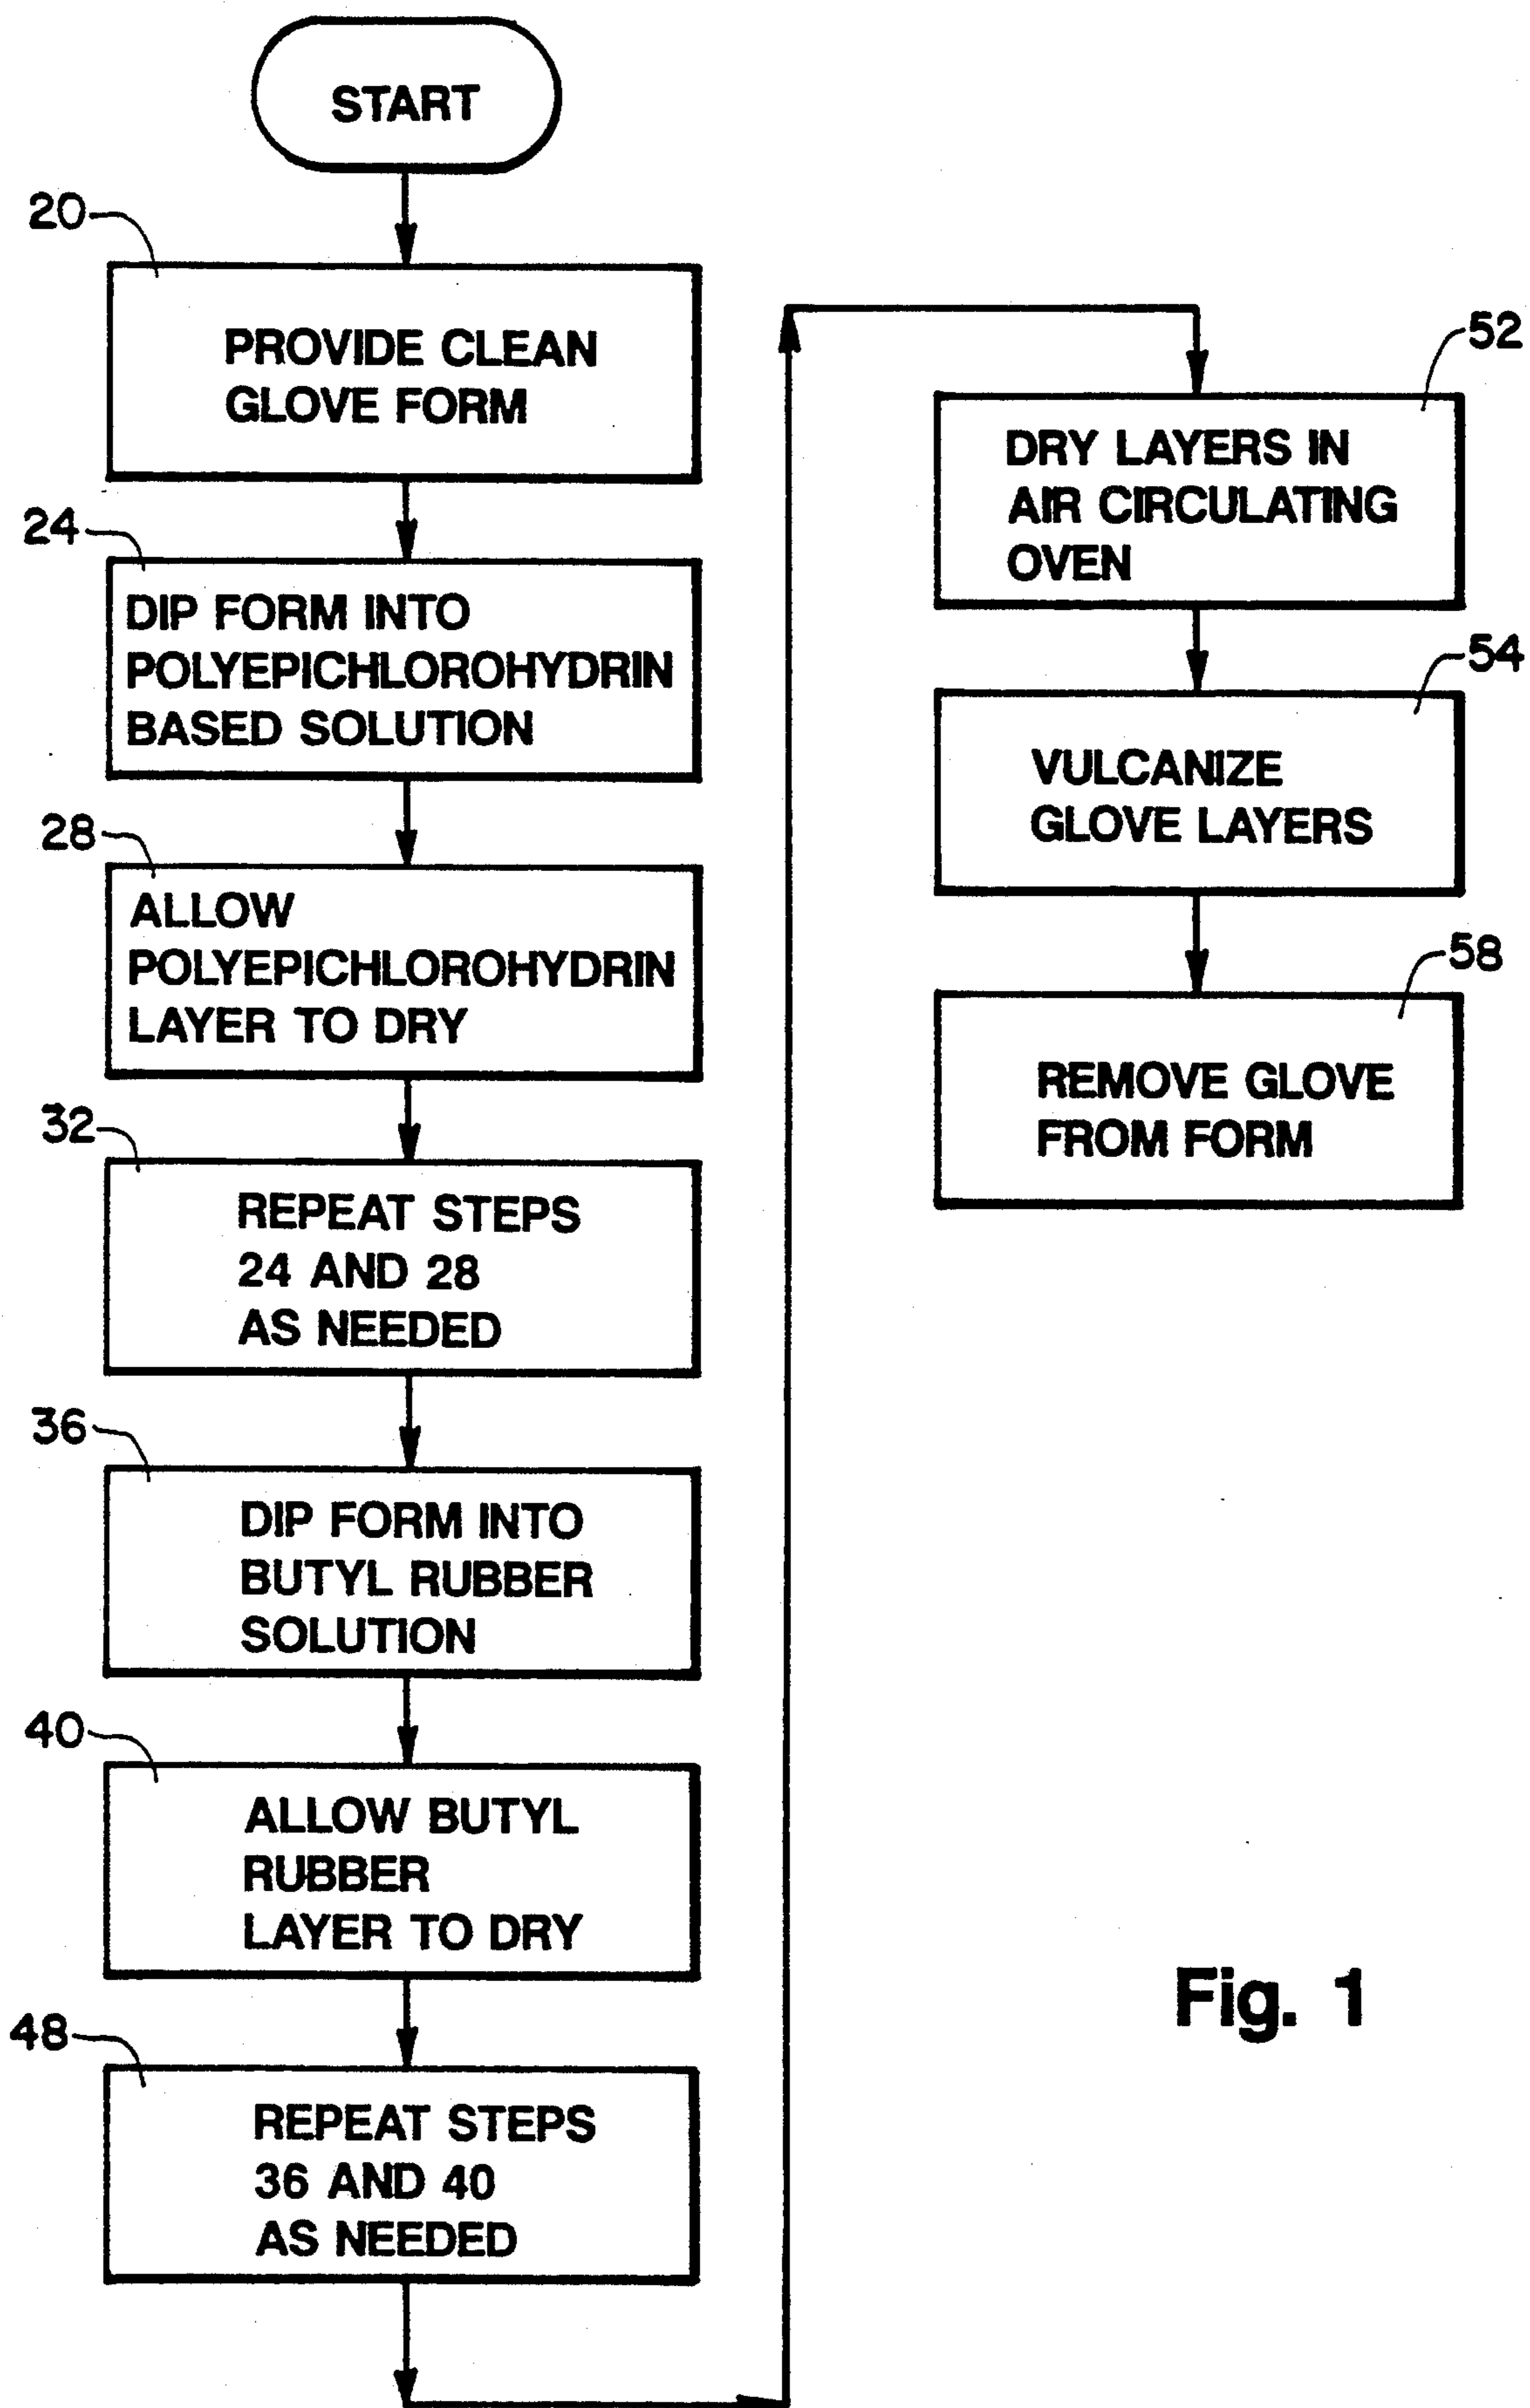 START
20
PROVIDE CLEAN
GLOVE FORM
24
DIP FORM INTO
POLYEPICHLOROHYDRIN
BASED SOLUTION
28
ALLOW
POLYEPICHLOROHYDRIN
LAYER TO DRY
32
REPEAT STEPS
24 AND 28
AS NEEDED
36
DIP FORM INTO
BUTYL RUBBER
SOLUTION
40
ALLOW BUTYL
RUBBER
LAYER TO DRY
48
REPEAT STEPS
36 AND 40
AS NEEDED
52
DRY LAYERS IN
AIR CIRCULATING
OVEN
54
VULCANIZE
GLOVE LAYERS
58
REMOVE GLOVE
FROM FORM
Fig. 1